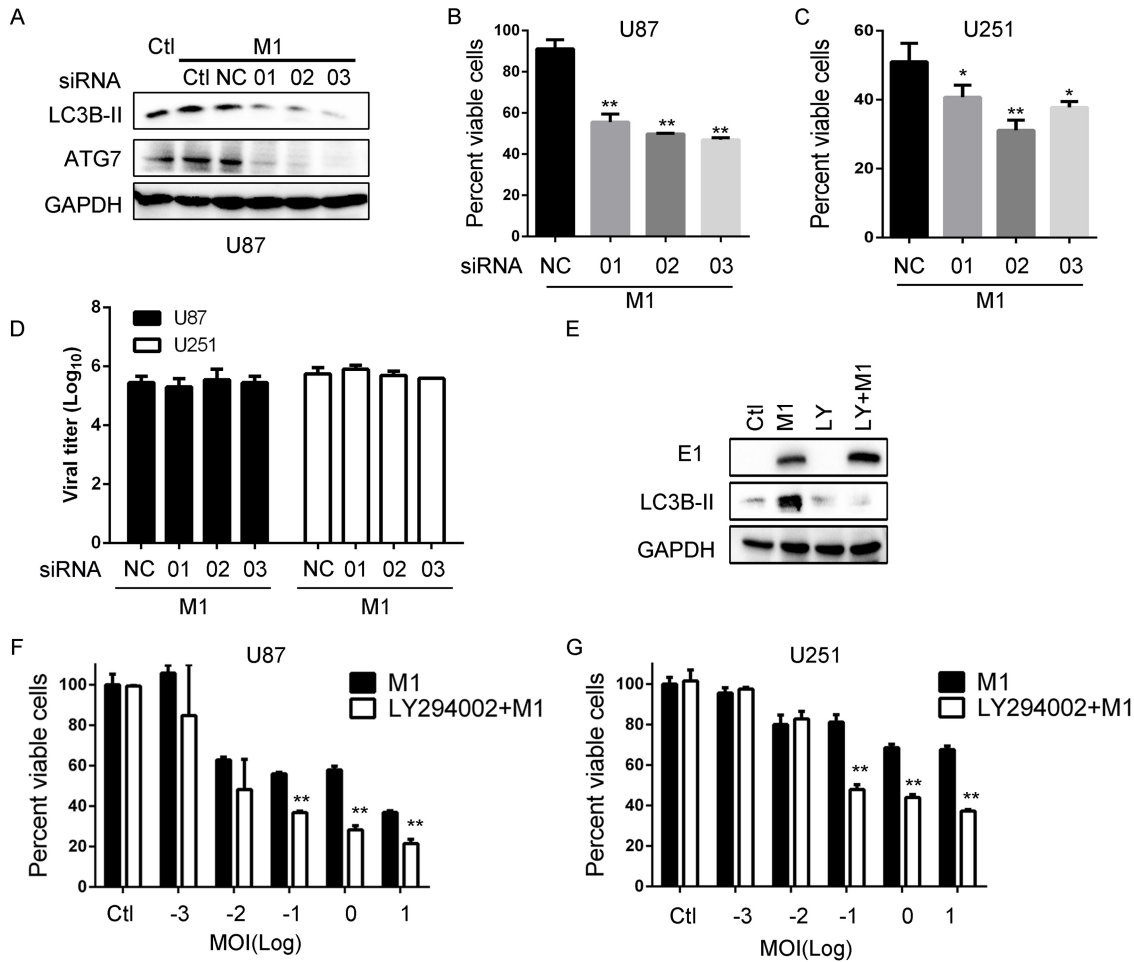 A
Ctl M1
siRNA Ctl NC 01 02 03
LC3B-II
ATG7
GAPDH
U87
B
U87
Percent viable cells
100
80
60
40
20
0
** ** **
siRNA NC 01 02 03
M1
C
U251
Percent viable cells
60
40
20
0
* ** *
siRNA NC 01 02 03
M1
D
U87
U251
Viral titer (Log10)
8
6
4
2
0
siRNA NC 01 02 03 NC 01 02 03
M1 M1
E
Ctl M1 LY LY+M1
E1
LC3B-II
GAPDH
F
U87
M1
LY294002+M1
Percent viable cells
100
80
60
40
20
0
** ** **
Ctl -3 -2 -1 0 1
MOI(Log)
G
U251
M1
LY294002+M1
Percent viable cells
100
80
60
40
20
0
** ** **
Ctl -3 -2 -1 0 1
MOI(Log)